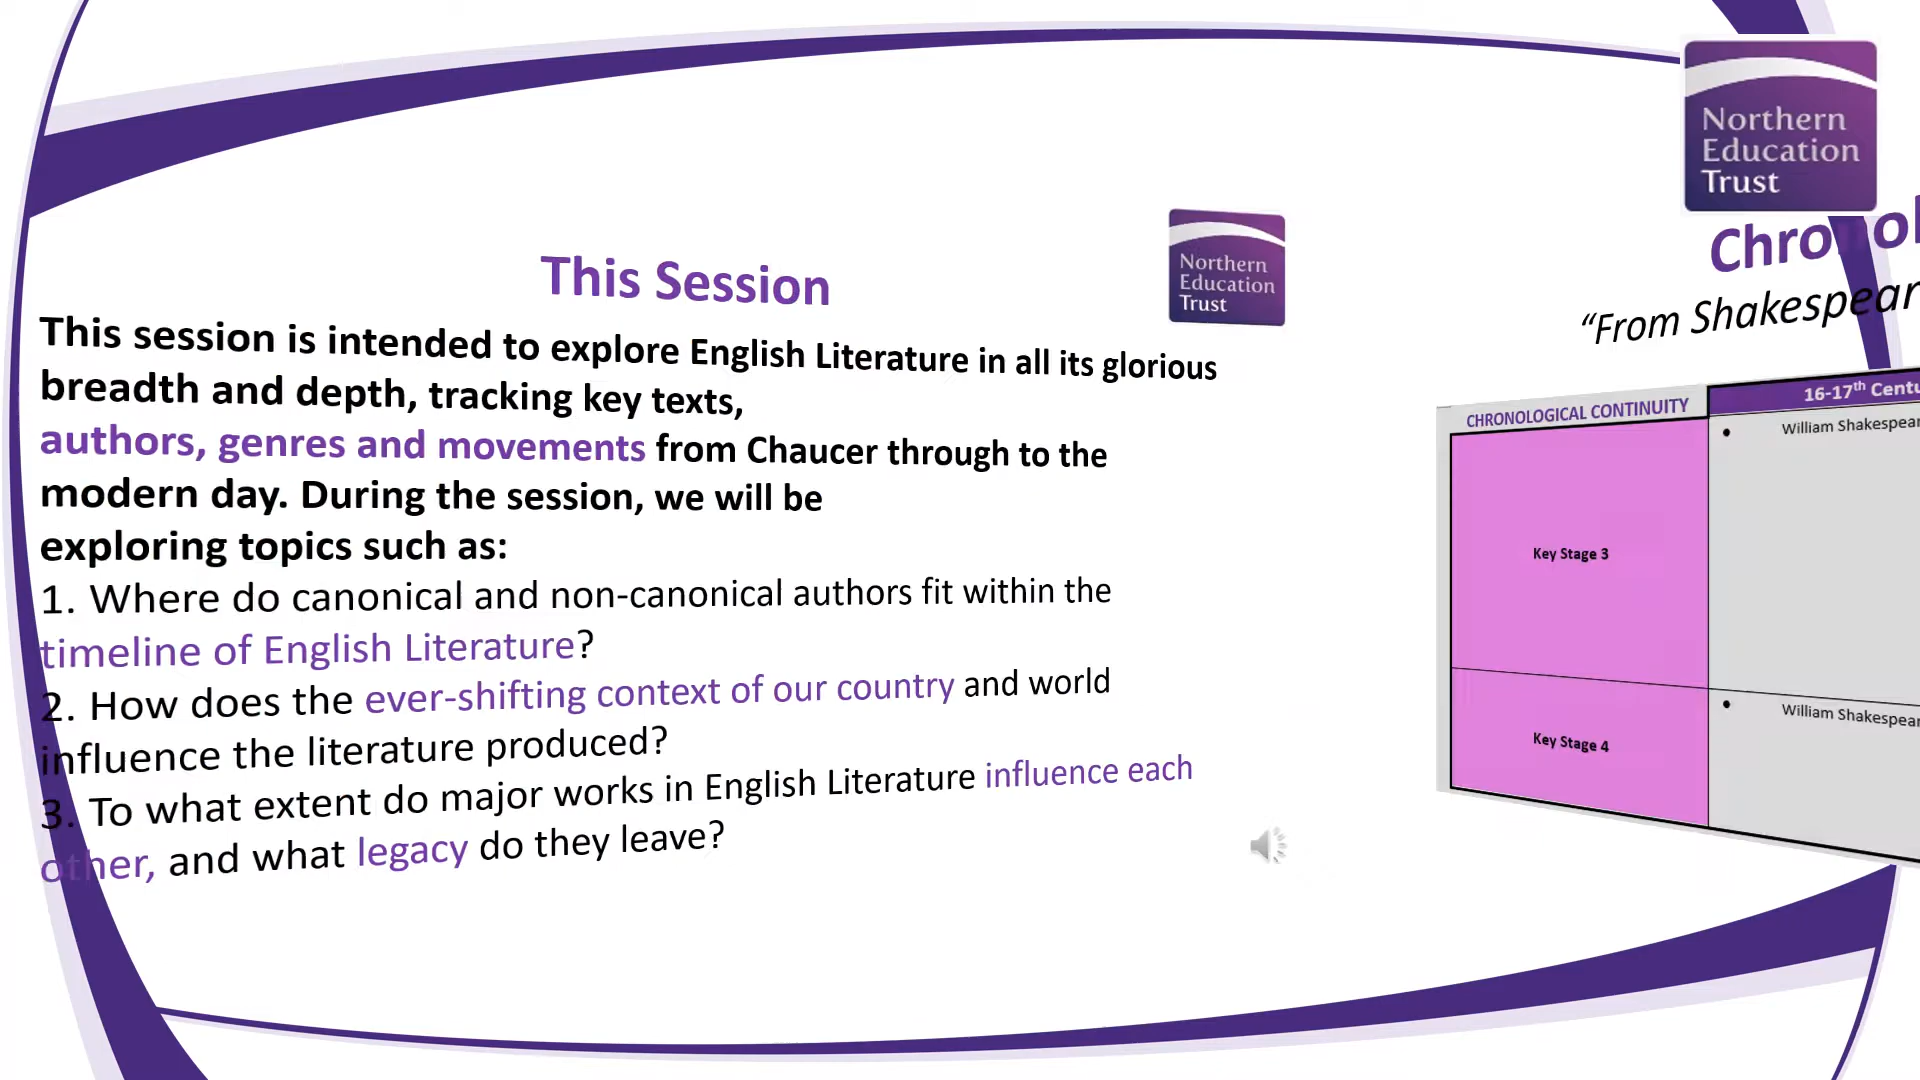 Northern
Education
Trust
This Session
Northern
Education
Trust
This session is intended to explore English Literature in all its glorious
breadth and depth, tracking key texts,
authors, genres and movements from Chaucer through to the
modern day. During the session, we will be
exploring topics such as:
1. Where do canonical and non-canonical authors fit within the
timeline of English Literature?
2. How does the ever-shifting context of our country and world
influence the literature produced?
3. To what extent do major works in English Literature influence each
other, and what legacy do they leave?
“From
CHRONOLOGICAL CONTINUITY
16-17th
William
Key Stage 3
William
Key Stage 4